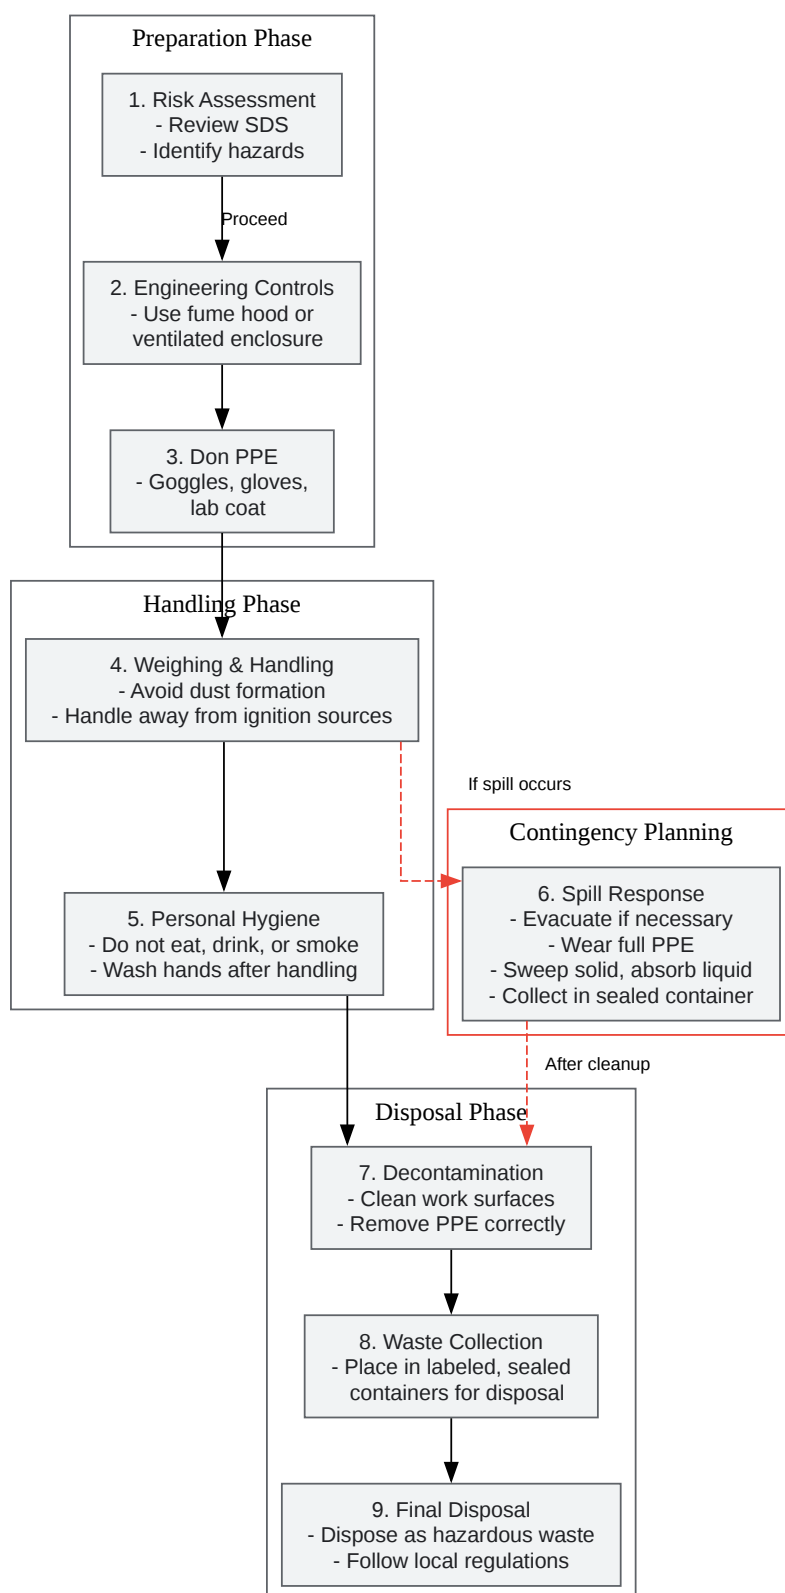 Preparation Phase
1. Risk Assessment
- Review SDS
- Identify hazards
Proceed
2. Engineering Controls
- Use fume hood or
ventilated enclosure
3. Don PPE
- Goggles, gloves,
lab coat
Handling Phase
4. Weighing & Handling
- Avoid dust formation
- Handle away from ignition sources
If spill occurs
Contingency Planning
6. Spill Response
- Evacuate if necessary
- Wear full PPE
- Sweep solid, absorb liquid
- Collect in sealed container
5. Personal Hygiene
- Do not eat, drink, or smoke
- Wash hands after handling
After cleanup
Disposal Phase
7. Decontamination
- Clean work surfaces
- Remove PPE correctly
8. Waste Collection
- Place in labeled, sealed
containers for disposal
9. Final Disposal
- Dispose as hazardous waste
- Follow local regulations